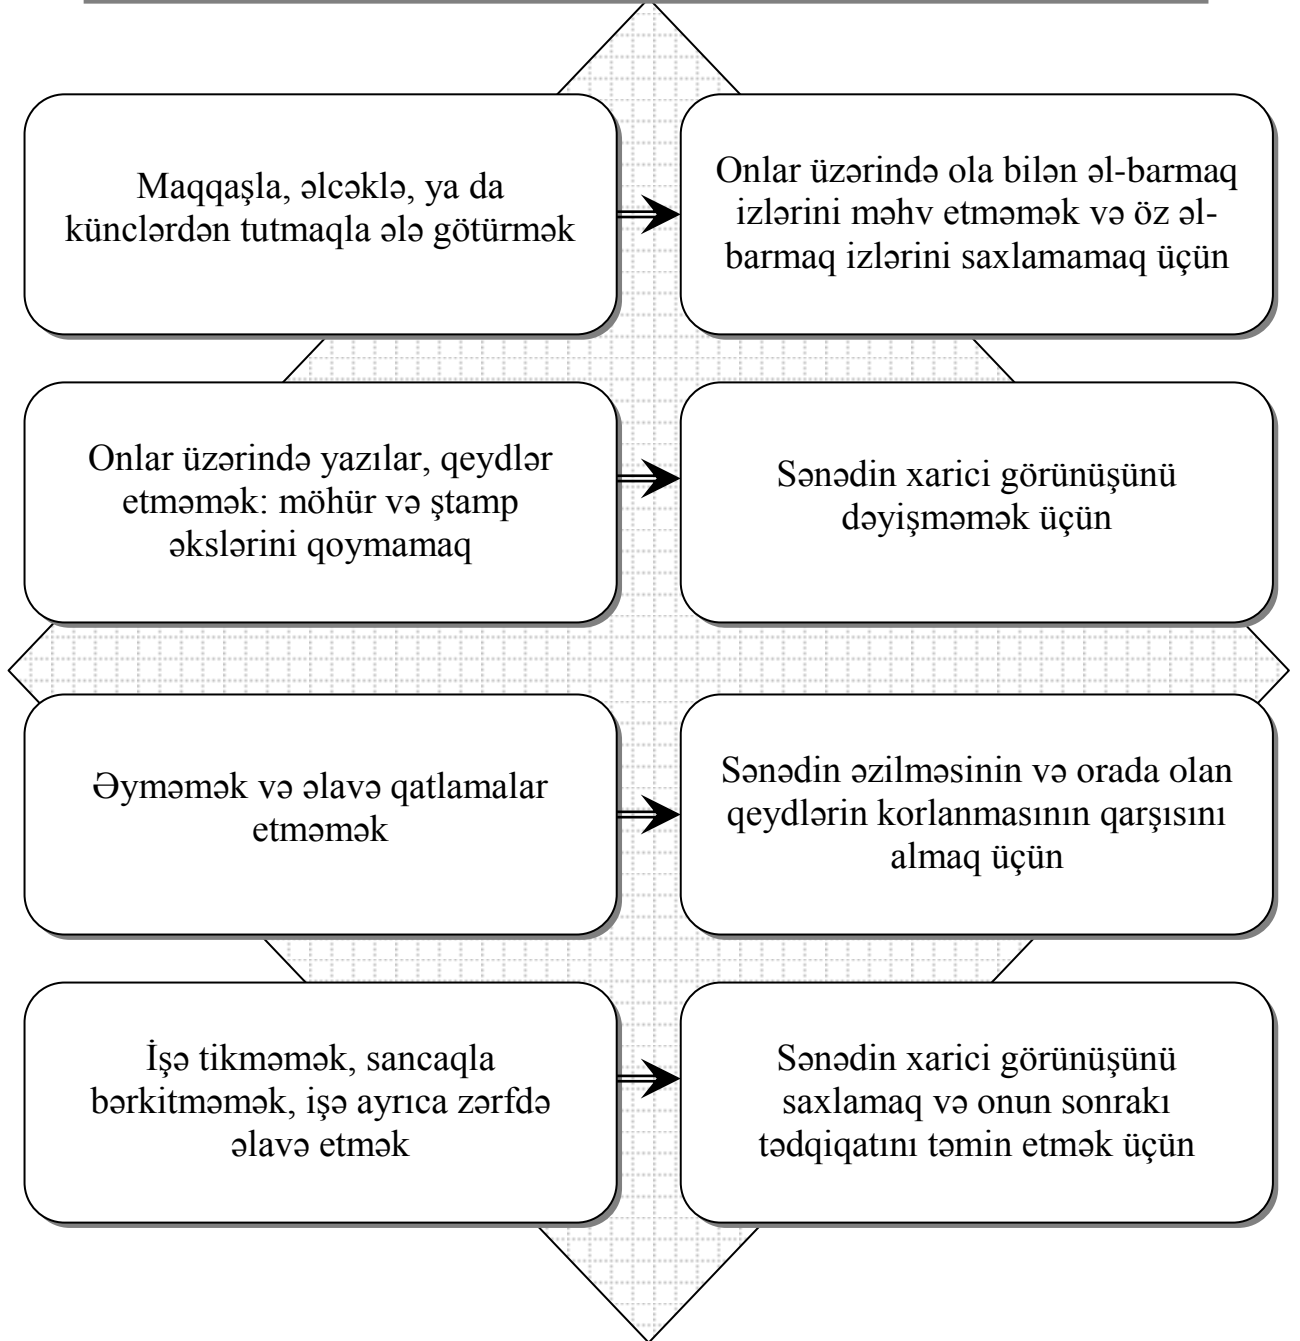 Maqqaşla, əlcəklə, ya da
künclərdən tutmaqla ələ götürmək
Onlar üzərində ola bilən əl-barmaq
izlərini məhv etməmək və öz əl-
barmaq izlərini saxlamamaq üçün
Onlar üzərində yazılar, qeydlər
etməmək: möhür və ştamp
əkslərini qoymamaq
Sənədin xarici görünüşünü
dəyişməmək üçün
Əyməmək və əlavə qatlamalar
etməmək
Sənədin əzilməsinin və orada olan
qeydlərin korlanmasının qarşısını
almaq üçün
İşə tikməmək, sancaqla
bərkitməmək, işə ayrıca zərfdə
əlavə etmək
Sənədin xarici görünüşünü
saxlamaq və onun sonrakı
tədqiqatını təmin etmək üçün